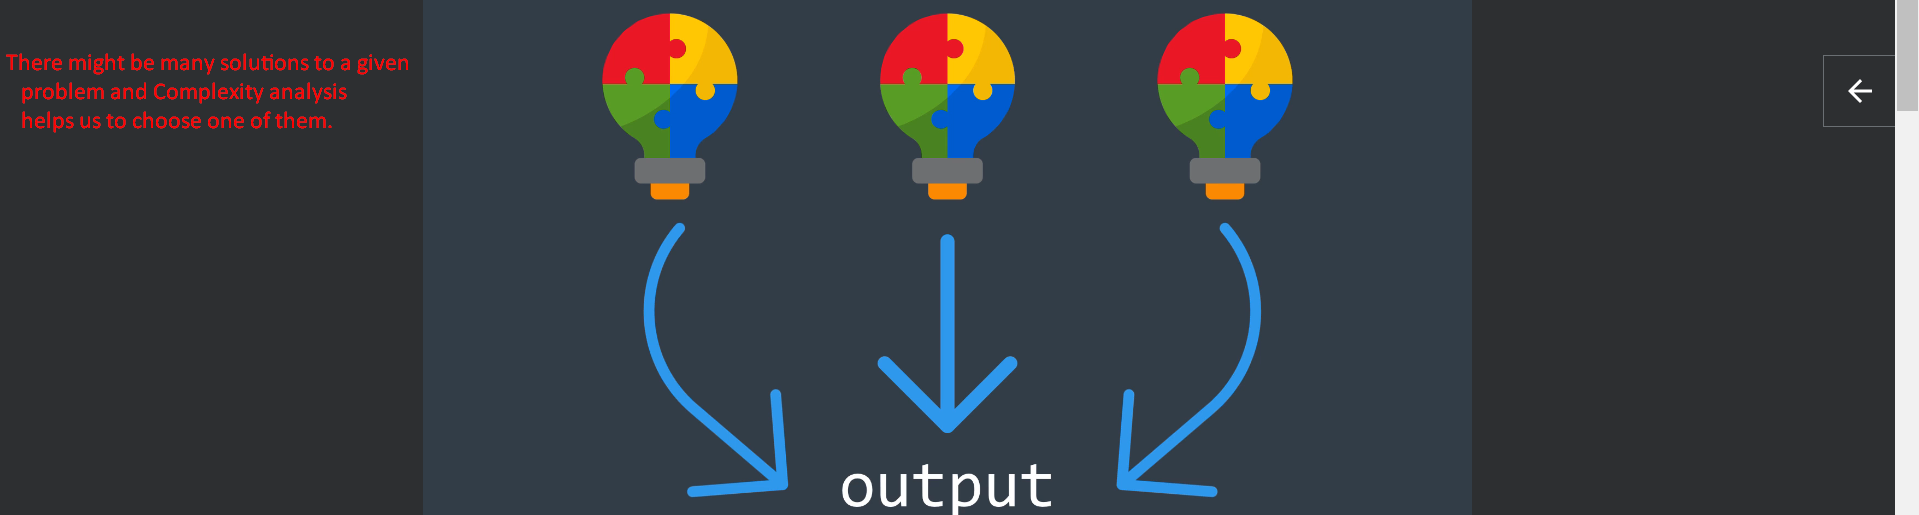 There might be many solutions to a given
problem and Complexity analysis
helps us to choose one of them.
output